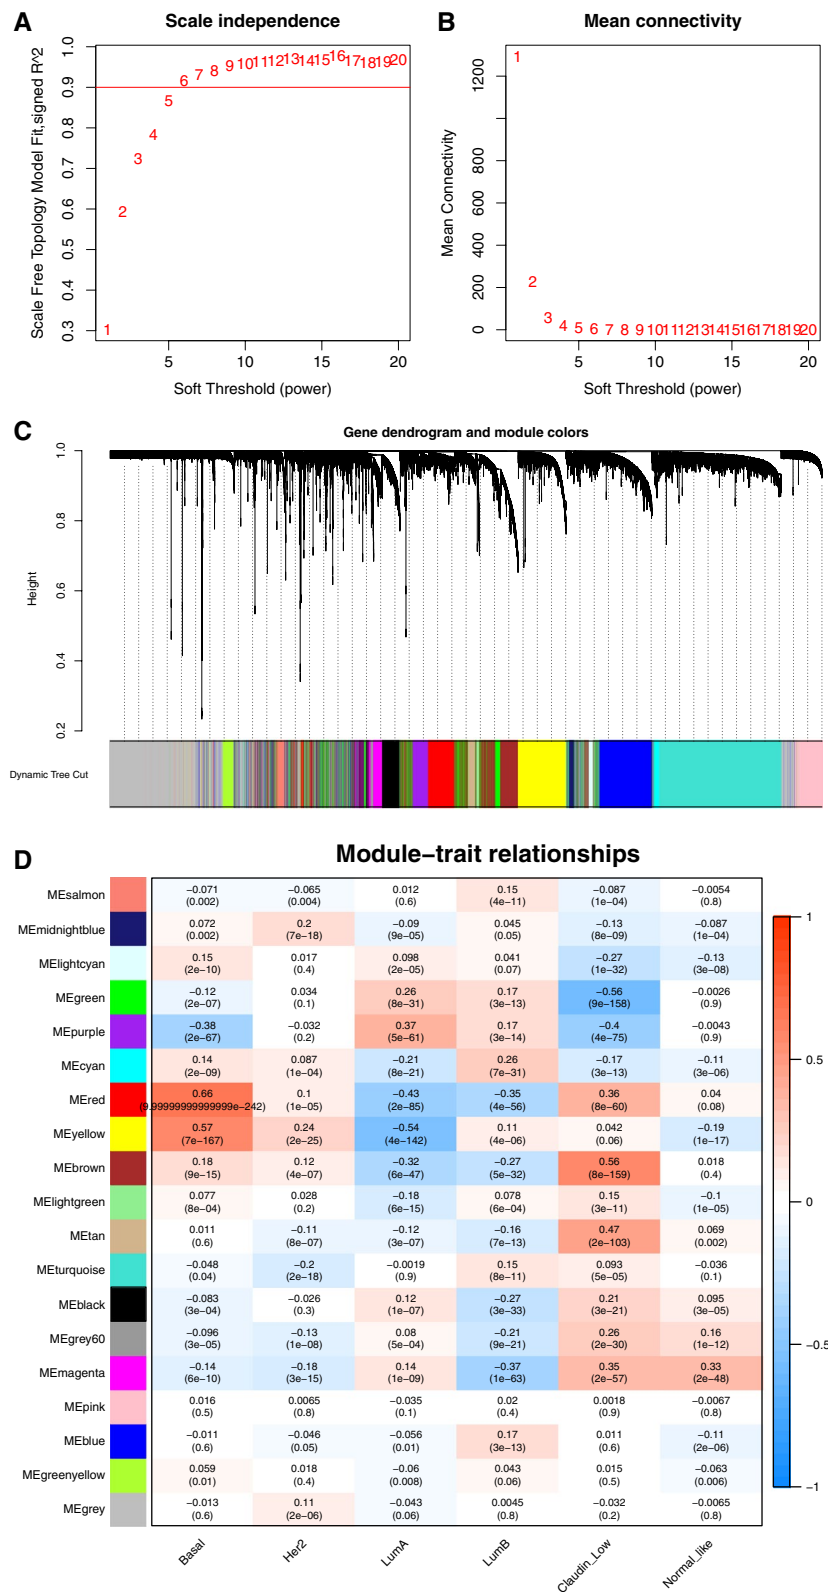 A
Scale independence
Scale Free Topology Model Fit,signed R^2
1.0
0.9
0.8
0.7
0.6
0.5
0.4
0.3
1 2 3 4 5 6 7 8 9 10 11 12 13 14 15 16 17 18 19 20
5 10 15 20
Soft Threshold (power)
B
Mean connectivity
Mean Connectivity
1200
800
600
400
200
0
1 2 3 4 5 6 7 8 9 10 11 12 13 14 15 16 17 18 19 20
5 10 15 20
Soft Threshold (power)
C
Gene dendrogram and module colors
Height
1.0
0.8
0.6
0.4
0.2
Dynamic Tree Cut
D
Module−trait relationships
MEsalmon −0.071 −0.065 0.012 0.15 −0.087 −0.0054
(0.002) (0.004) (0.6) (4e−11) (1e−04) (0.8)
MEmidnightblue 0.072 0.2 −0.09 0.045 −0.13 −0.087
(0.002) (7e−18) (9e−05) (0.05) (8e−09) (1e−04)
MElightcyan 0.15 0.017 0.098 0.041 −0.27 −0.13
(2e−10) (0.4) (2e−05) (0.07) (1e−32) (3e−08)
MEgreen −0.12 0.034 0.26 0.17 −0.56 −0.0026
(2e−07) (0.1) (8e−31) (3e−13) (9e−158) (0.9)
MEpurple −0.38 −0.032 0.37 0.17 −0.4 −0.0043
(2e−67) (0.2) (5e−61) (3e−14) (4e−75) (0.9)
MEcyan 0.14 0.087 −0.21 0.26 −0.17 −0.11
(2e−09) (1e−04) (8e−21) (7e−31) (3e−13) (3e−06)
MEred 0.66 0.1 −0.43 −0.35 0.36 0.04
(9.99999999999999e−242) (1e−05) (2e−85) (4e−56) (8e−60) (0.08)
MEyellow 0.57 0.24 −0.54 0.11 0.042 −0.19
(7e−167) (2e−25) (4e−142) (4e−06) (0.06) (1e−17)
MEbrown 0.18 0.12 −0.32 −0.27 0.56 0.018
(9e−15) (4e−07) (6e−47) (5e−32) (8e−159) (0.4)
MElightgreen 0.077 0.028 −0.18 0.078 0.15 −0.1
(8e−04) (0.2) (6e−15) (6e−04) (3e−11) (1e−05)
MEtan 0.011 −0.11 −0.12 −0.16 0.47 0.069
(0.6) (8e−07) (3e−07) (7e−13) (2e−103) (0.002)
MEturquoise −0.048 −0.2 −0.0019 0.15 0.093 −0.036
(0.04) (2e−18) (0.9) (8e−11) (5e−05) (0.1)
MEblack −0.083 −0.026 0.12 −0.27 0.21 0.095
(3e−04) (0.3) (1e−07) (3e−33) (3e−21) (3e−05)
MEgrey60 −0.096 −0.13 0.08 −0.21 0.26 0.16
(3e−05) (1e−08) (5e−04) (9e−21) (2e−30) (1e−12)
MEmagenta −0.14 −0.18 0.14 −0.37 0.35 0.33
(6e−10) (3e−15) (1e−09) (1e−63) (2e−57) (2e−48)
MEpink 0.016 0.0065 −0.035 0.02 0.0018 −0.0067
(0.5) (0.8) (0.1) (0.4) (0.9) (0.8)
MEblue −0.011 −0.046 −0.056 0.17 0.011 −0.11
(0.6) (0.05) (0.01) (3e−13) (0.6) (2e−06)
MEgreenyellow 0.059 0.018 −0.06 0.043 0.015 −0.063
(0.01) (0.4) (0.008) (0.06) (0.5) (0.006)
MEgrey −0.013 0.11 −0.043 0.0045 −0.032 −0.0065
(0.6) (2e−06) (0.06) (0.8) (0.2) (0.8)
Basal Her2 LumA LumB Claudin_Low Normal_like
1
0.5
0
−0.5
−1